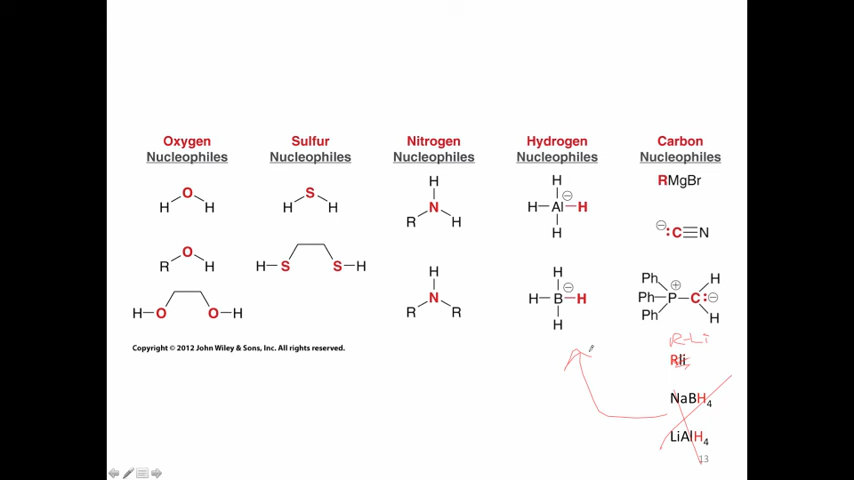 Oxygen
Nucleophiles
Sulfur
Nucleophiles
Nitrogen
Nucleophiles
Hydrogen
Nucleophiles
Carbon
Nucleophiles
H O H
S
H H
H
N
R H
H
H Al ⊖ H
H
RMgBr
⊖ :C≡N
R O H
H S S H
H
N
R R
H
H B ⊖ H
H
Ph
Ph P ⊕ C: ⊖ H
Ph H
H O O H
R-Li
Rli
NaBH4
LiAlH4
Copyright © 2012 John Wiley & Sons, Inc. All rights reserved.
13